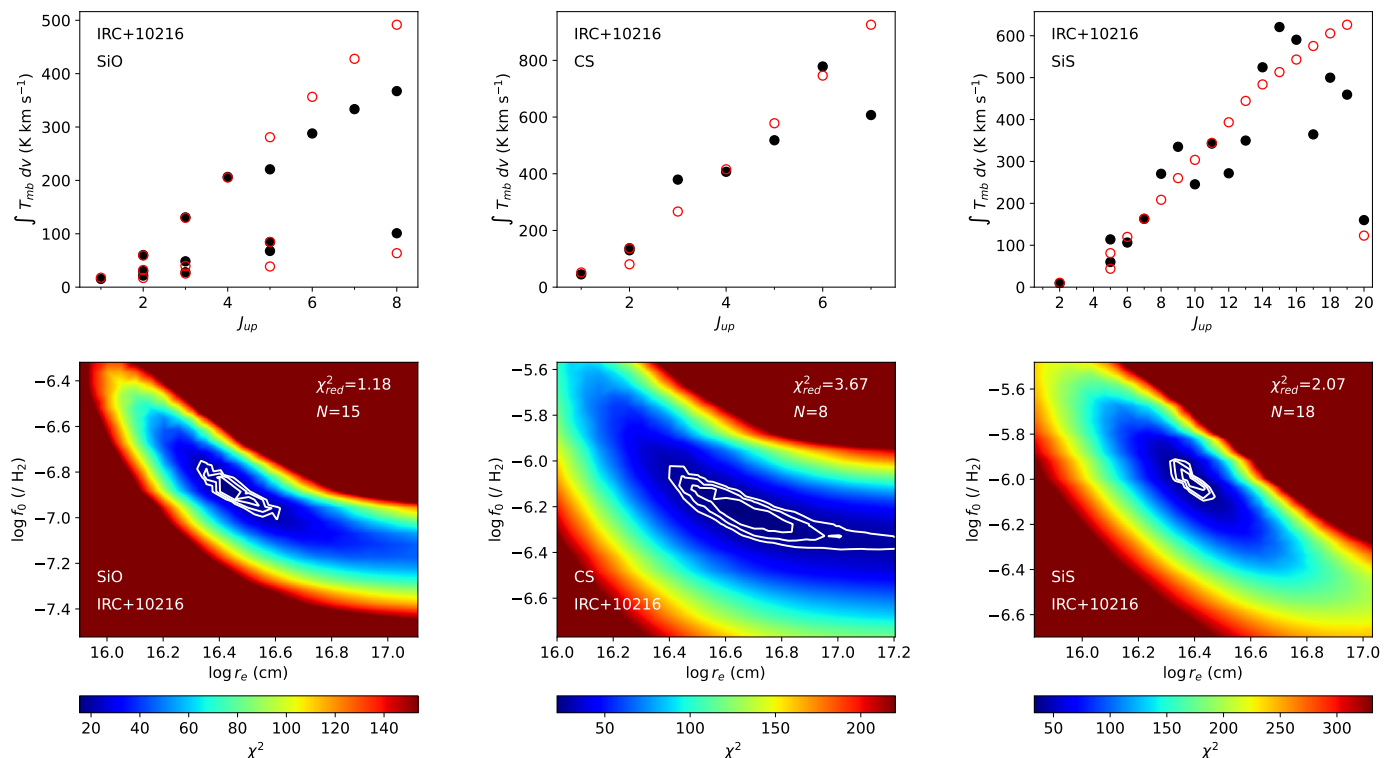 IRC+10216
SiO
∫ T_mb dv (K km s⁻¹)
0
100
200
300
400
500
2
4
6
8
J_up
IRC+10216
CS
∫ T_mb dv (K km s⁻¹)
0
200
400
600
800
2
4
6
J_up
IRC+10216
SiS
∫ T_mb dv (K km s⁻¹)
0
100
200
300
400
500
600
2
4
6
8
10
12
14
16
18
20
J_up
χ²_red=1.18
N=15
SiO
IRC+10216
log f₀ (/ H₂)
−6.4
−6.6
−6.8
−7.0
−7.2
−7.4
16.0
16.2
16.4
16.6
16.8
17.0
log r_e (cm)
20
40
60
80
100
120
140
χ²
χ²_red=3.67
N=8
CS
IRC+10216
log f₀ (/ H₂)
−5.6
−5.8
−6.0
−6.2
−6.4
−6.6
16.0
16.2
16.4
16.6
16.8
17.0
17.2
log r_e (cm)
50
100
150
200
χ²
χ²_red=2.07
N=18
SiS
IRC+10216
log f₀ (/ H₂)
−5.6
−5.8
−6.0
−6.2
−6.4
−6.6
16.0
16.2
16.4
16.6
16.8
17.0
log r_e (cm)
50
100
150
200
250
300
χ²